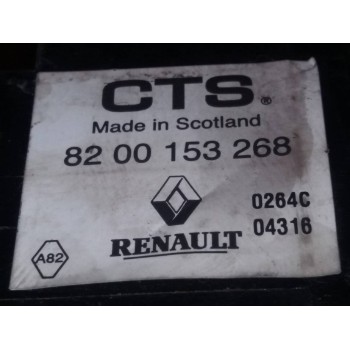 CTS®
Made in Scotland
82 00 153 268
0264C
04316
RENAULT
A82